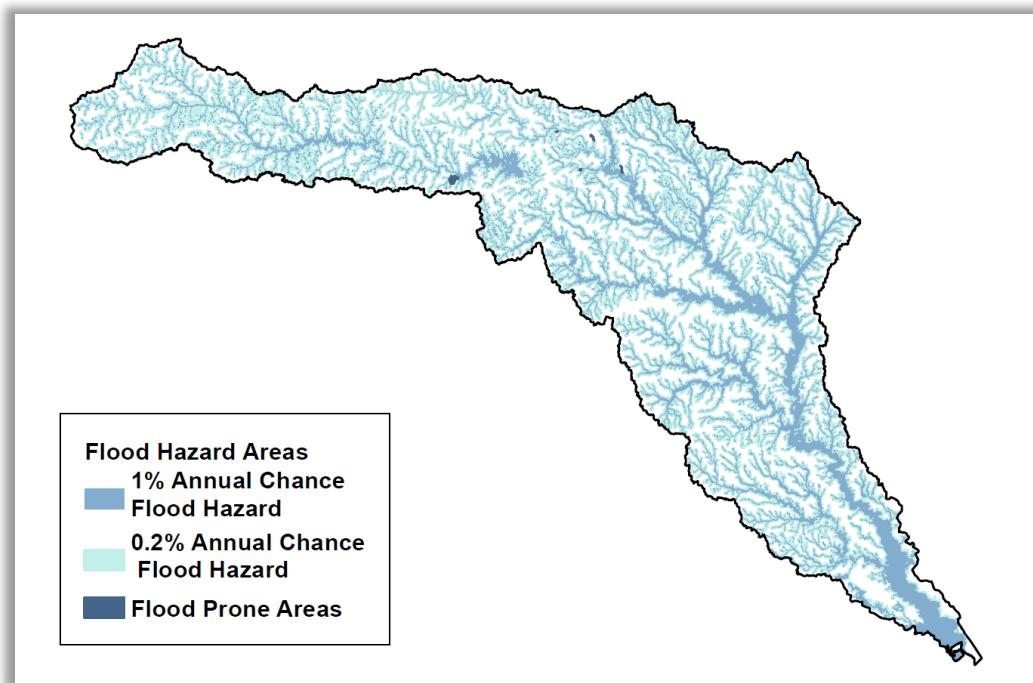 Flood Hazard Areas
1% Annual Chance
Flood Hazard
0.2% Annual Chance
Flood Hazard
Flood Prone Areas